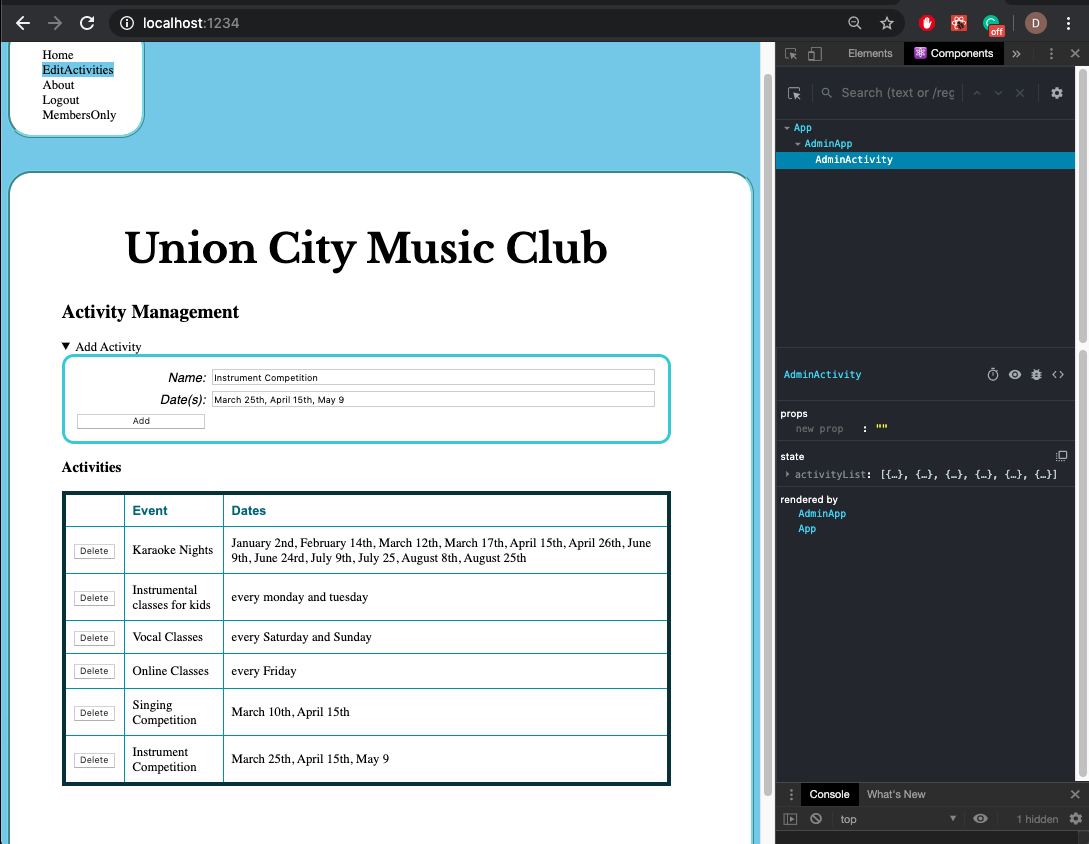 localhost:1234
off
D
Home
EditActivities
About
Logout
MembersOnly
Union City Music Club
Activity Management
▼ Add Activity
Name: Instrument Competition
Date(s): March 25th, April 15th, May 9
Add
Activities
Event Dates
Delete Karaoke Nights January 2nd, February 14th, March 12th, March 17th, April 15th, April 26th, June
9th, June 24rd, July 9th, July 25, August 8th, August 25th
Delete Instrumental
classes for kids every monday and tuesday
Delete Vocal Classes every Saturday and Sunday
Delete Online Classes every Friday
Delete Singing
Competition March 10th, April 15th
Delete Instrument
Competition March 25th, April 15th, May 9
Elements Components »
Search (text or /reg
App
AdminApp
AdminActivity
AdminActivity
props
new prop : ""
state
activityList: [{…}, {…}, {…}, {…}, {…}, {…}]
rendered by
AdminApp
App
Console What's New
top 1 hidden